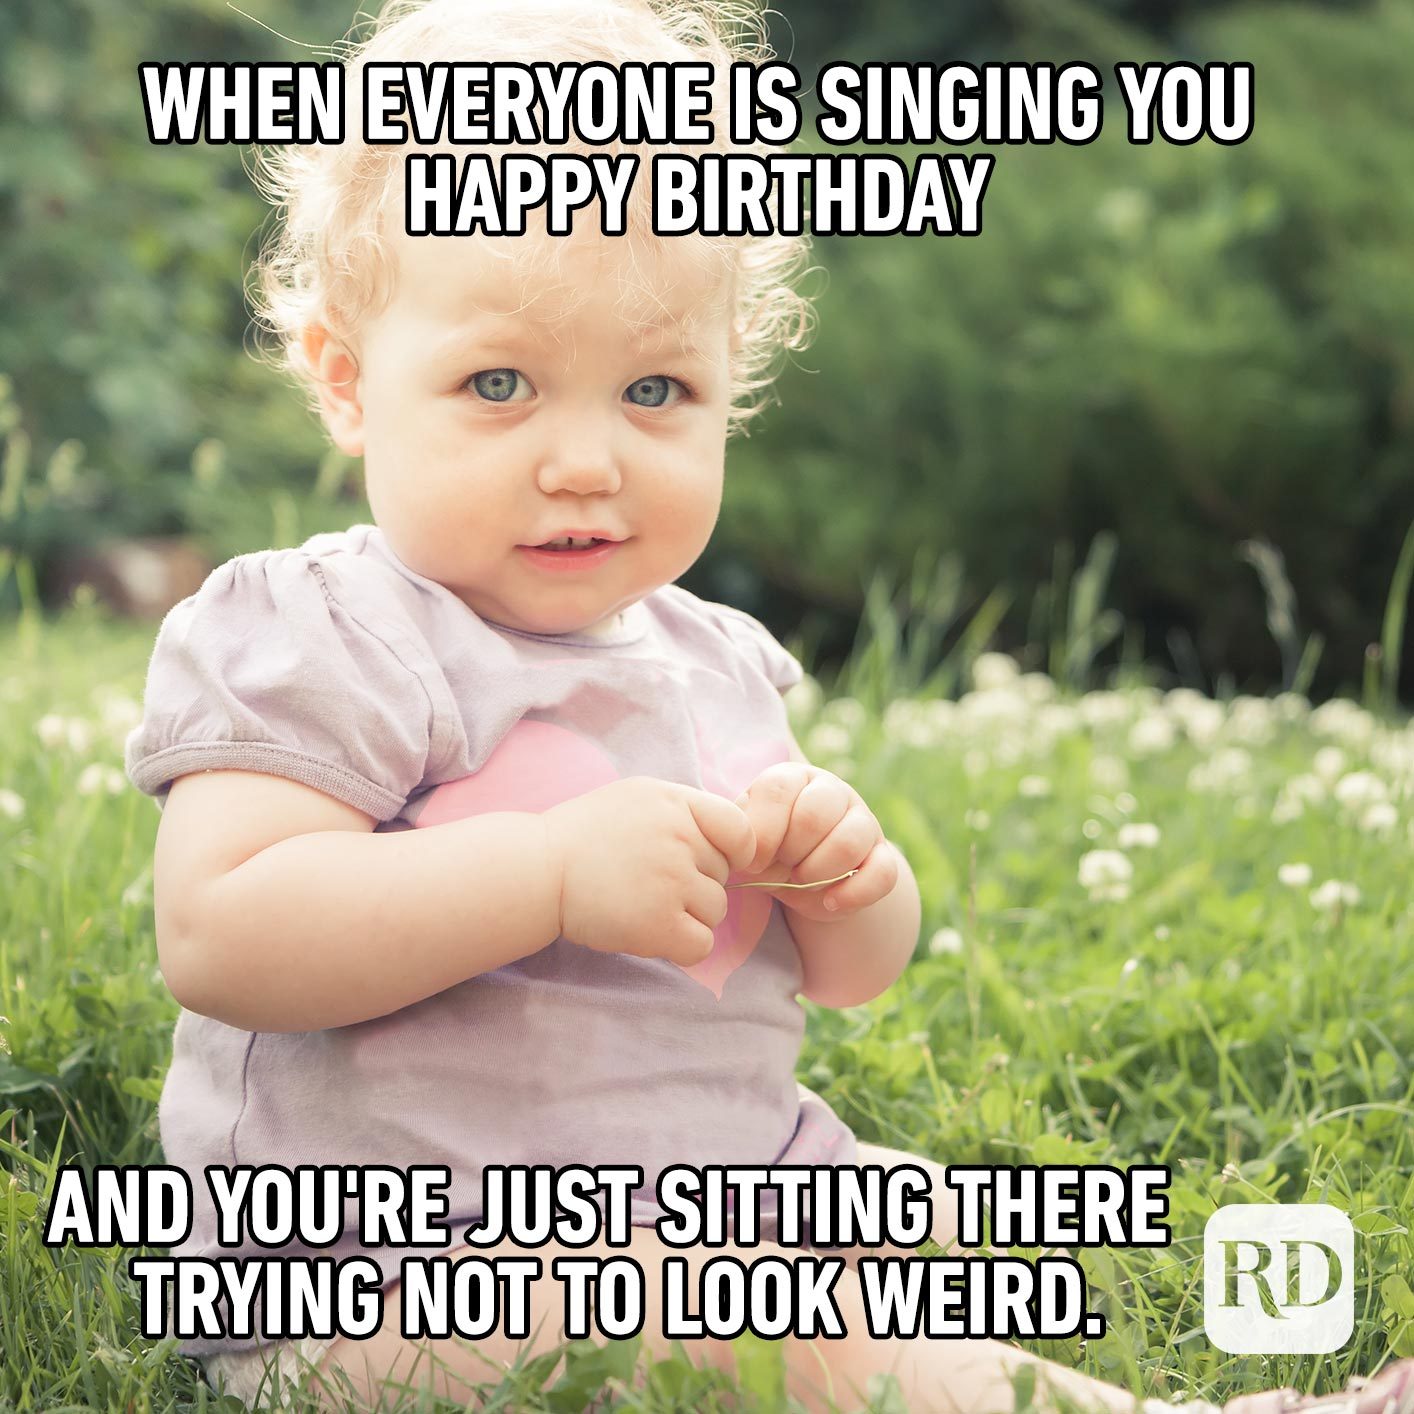 WHEN EVERYONE IS SINGING YOU
HAPPY BIRTHDAY
AND YOU'RE JUST SITTING THERE
TRYING NOT TO LOOK WEIRD.
RD